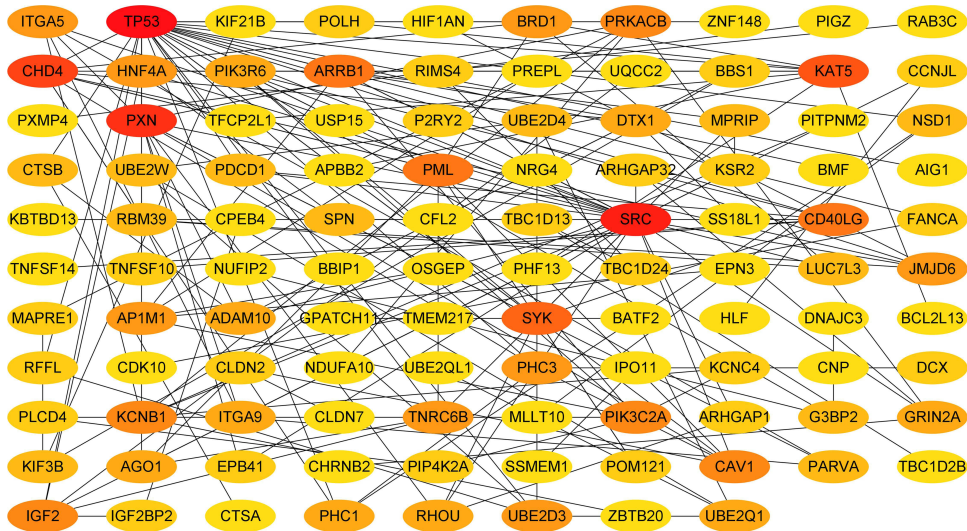 ITGA5 TP53 KIF21B POLH HIF1AN BRD1 PRKACB ZNF148 PIGZ RAB3C
CHD4 HNF4A PIK3R6 ARRB1 RIMS4 PREPL UQCC2 BBS1 KAT5 CCNJL
PXMP4 PXN TFCP2L1 USP15 P2RY2 UBE2D4 DTX1 MPRIP PITPNM2 NSD1
CTSB UBE2W PDCD1 APBB2 PML NRG4 ARHGAP32 KSR2 BMF AIG1
KBTBD13 RBM39 CPEB4 SPN CFL2 TBC1D13 SRC SS18L1 CD40LG FANCA
TNFSF14 TNFSF10 NUFIP2 BBIP1 OSGEP PHF13 TBC1D24 EPN3 LUC7L3 JMJD6
MAPRE1 AP1M1 ADAM10 GPATCH11 TMEM217 SYK BATF2 HLF DNAJC3 BCL2L13
RFFL CDK10 CLDN2 NDUFA10 UBE2QL1 PHC3 IPO11 KCNC4 CNP DCX
PLCD4 KCNB1 ITGA9 CLDN7 TNRC6B MLLT10 PIK3C2A ARHGAP1 G3BP2 GRIN2A
KIF3B AGO1 EPB41 CHRNB2 PIP4K2A SSMEM1 POM121 CAV1 PARVA TBC1D2B
IGF2 IGF2BP2 CTSA PHC1 RHOU UBE2D3 ZBTB20 UBE2Q1